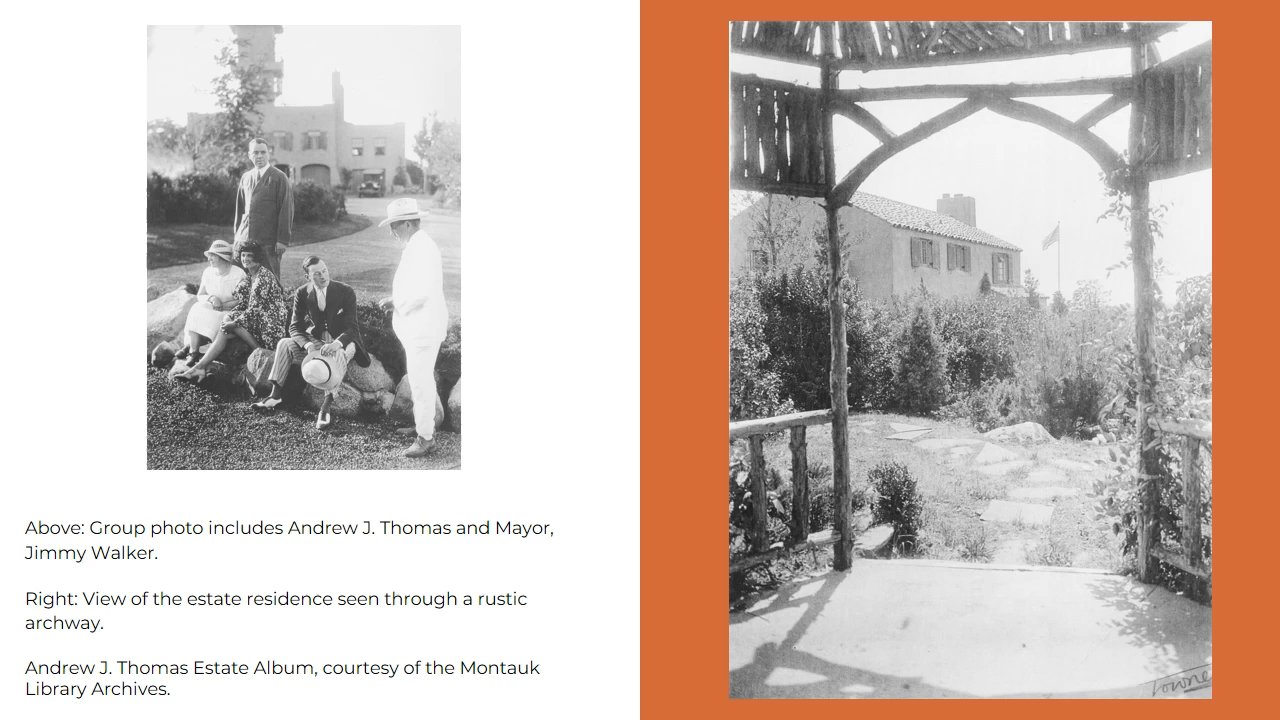 Above: Group photo includes Andrew J. Thomas and Mayor,
Jimmy Walker.
Right: View of the estate residence seen through a rustic
archway.
Andrew J. Thomas Estate Album, courtesy of the Montauk
Library Archives.
Towne